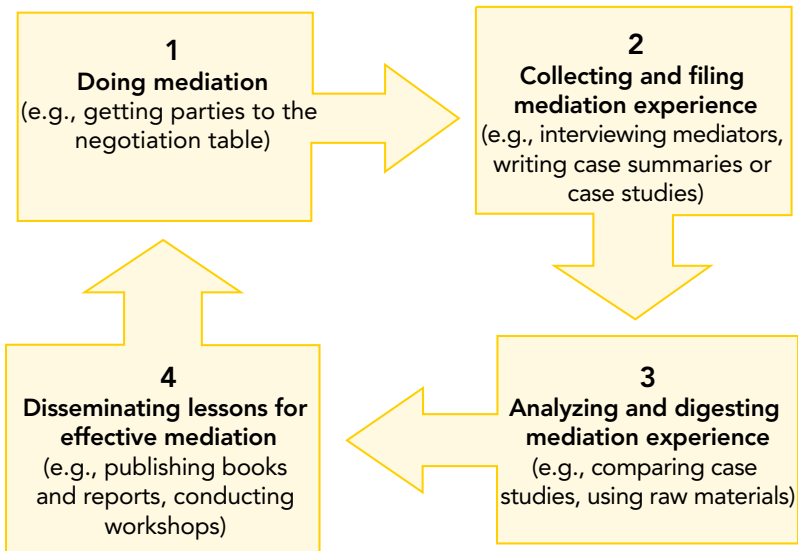 1
Doing mediation
(e.g., getting parties to the
negotiation table)
2
Collecting and filing
mediation experience
(e.g., interviewing mediators,
writing case summaries or
case studies)
3
Analyzing and digesting
mediation experience
(e.g., comparing case
studies, using raw materials)
4
Disseminating lessons for
effective mediation
(e.g., publishing books
and reports, conducting
workshops)